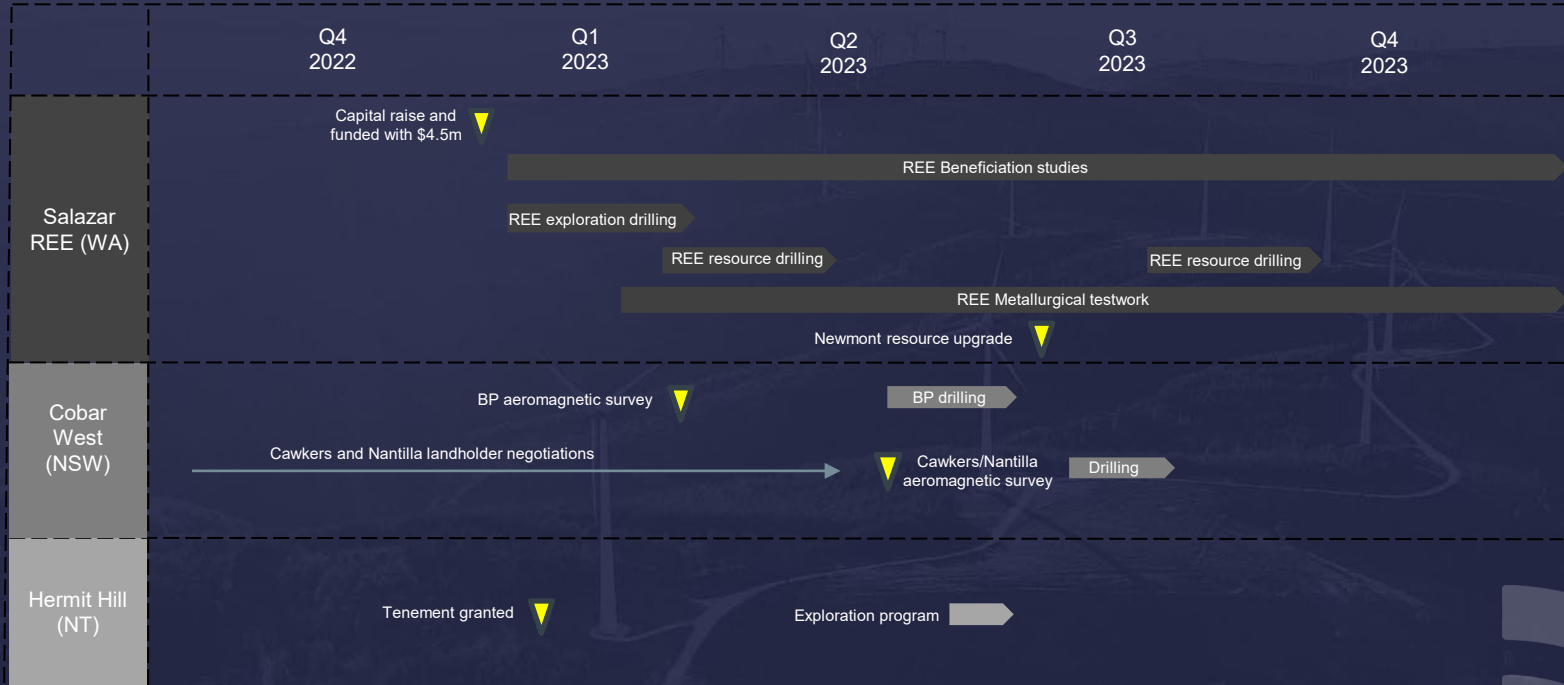 Q4
2022
Q1
2023
Q2
2023
Q3
2023
Q4
2023
Salazar
REE (WA)
Capital raise and
funded with $4.5m
REE Beneficiation studies
REE exploration drilling
REE resource drilling
REE resource drilling
REE Metallurgical testwork
Newmont resource upgrade
Cobar
West
(NSW)
BP aeromagnetic survey
BP drilling
Cawkers and Nantilla landholder negotiations
Cawkers/Nantilla
aeromagnetic survey
Drilling
Hermit Hill
(NT)
Tenement granted
Exploration program